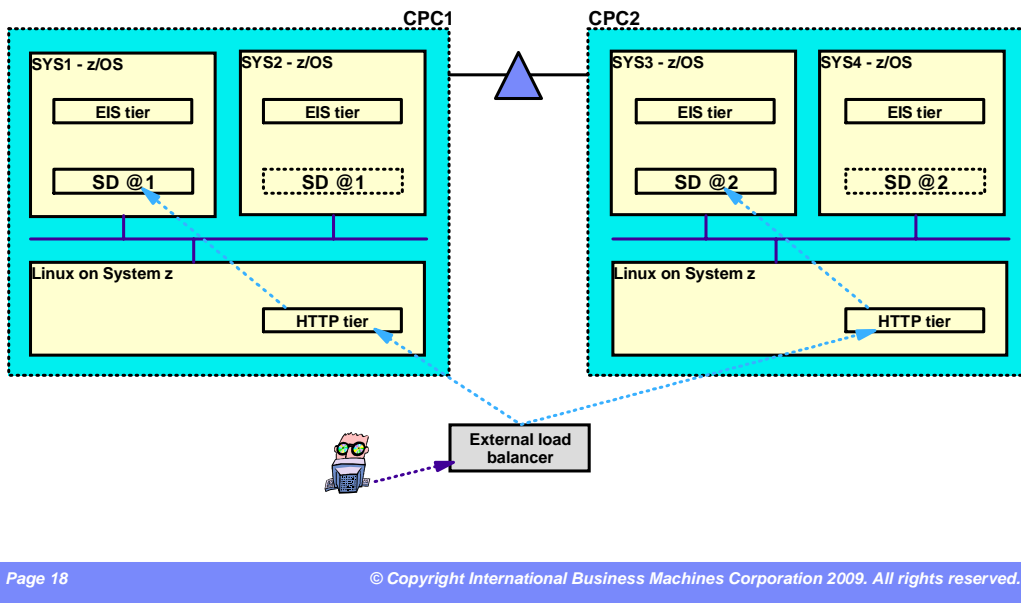 CPC1
CPC2
SYS1 - z/OS
SYS2 - z/OS
SYS3 - z/OS
SYS4 - z/OS
EIS tier
EIS tier
EIS tier
EIS tier
SD @1
SD @1
SD @2
SD @2
Linux on System z
Linux on System z
HTTP tier
HTTP tier
External load
balancer
Page 18
© Copyright International Business Machines Corporation 2009. All rights reserved.